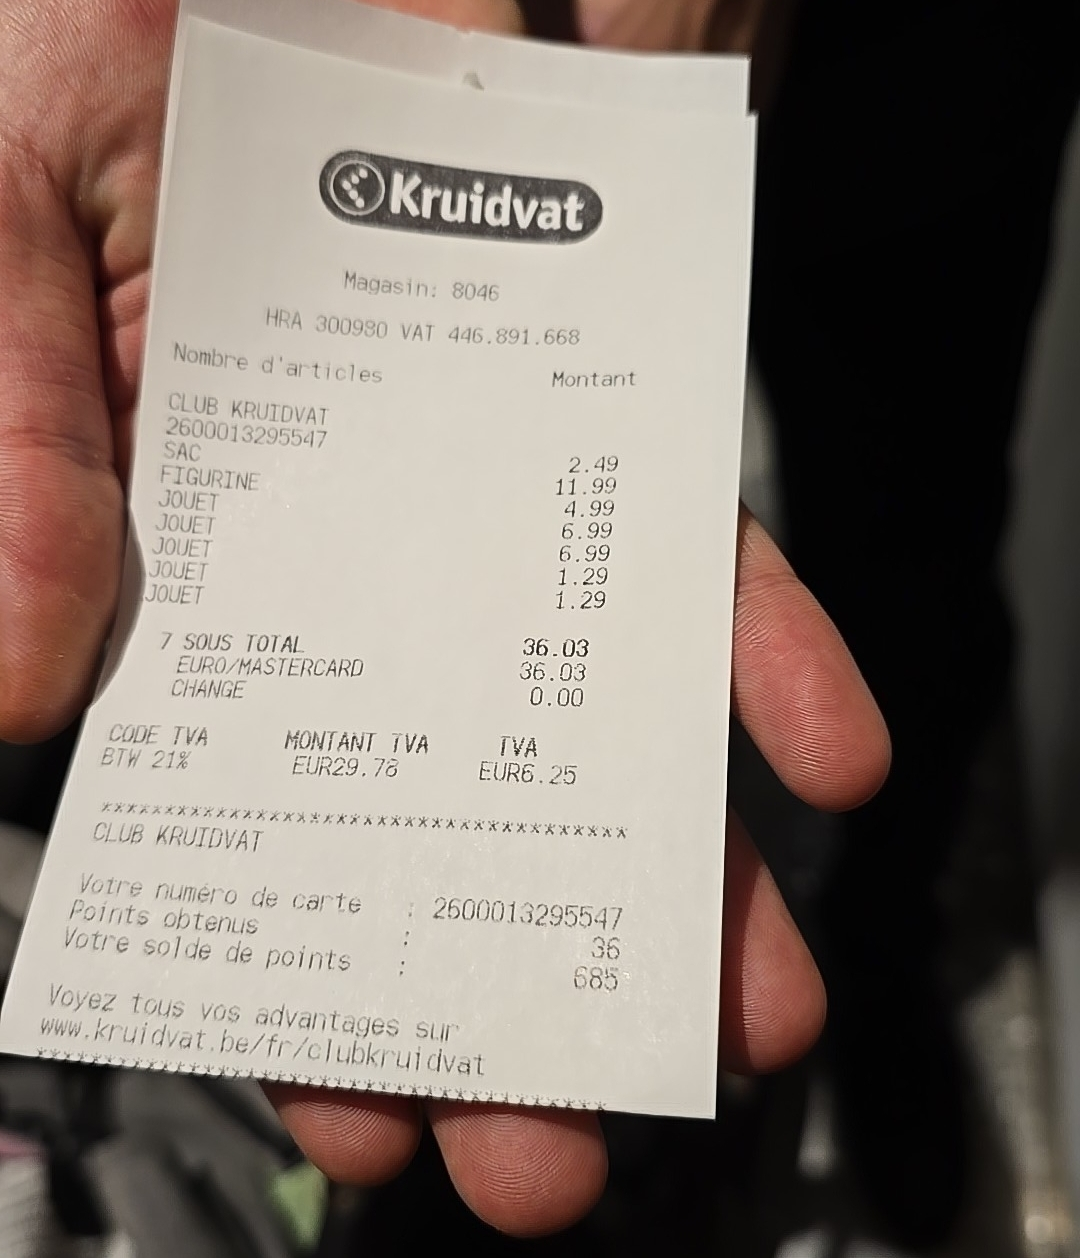 Kruidvat
Magasin: 8046
HRA 300980 VAT 446.891.668
Nombre d'articles Montant
CLUB KRUIDVAT
2600013295547
SAC 2.49
FIGURINE 11.99
JOUET 4.99
JOUET 6.99
JOUET 6.99
JOUET 1.29
JOUET 1.29
7 SOUS TOTAL 36.03
EURO/MASTERCARD 36.03
CHANGE 0.00
CODE TVA MONTANT TVA TVA
BTW 21% EUR29.78 EUR6.25
****************************************
CLUB KRUIDVAT
Votre numéro de carte : 2600013295547
Points obtenus : 36
Votre solde de points : 685
Voyez tous vos advantages sur
www.kruidvat.be/fr/clubkruidvat
****************************************